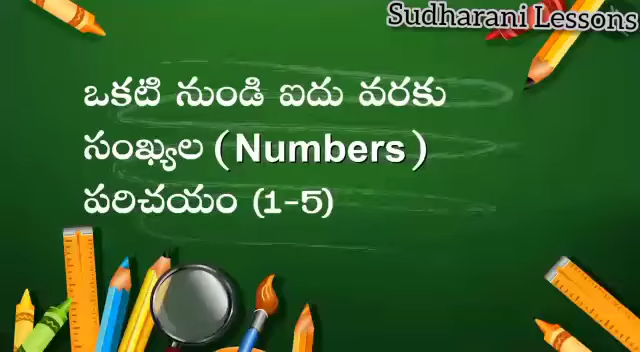 Sudharani Lessons
ఒకటి నుండి ఐదు వరకు
సంఖ్యల (Numbers)
పరిచయం (1-5)